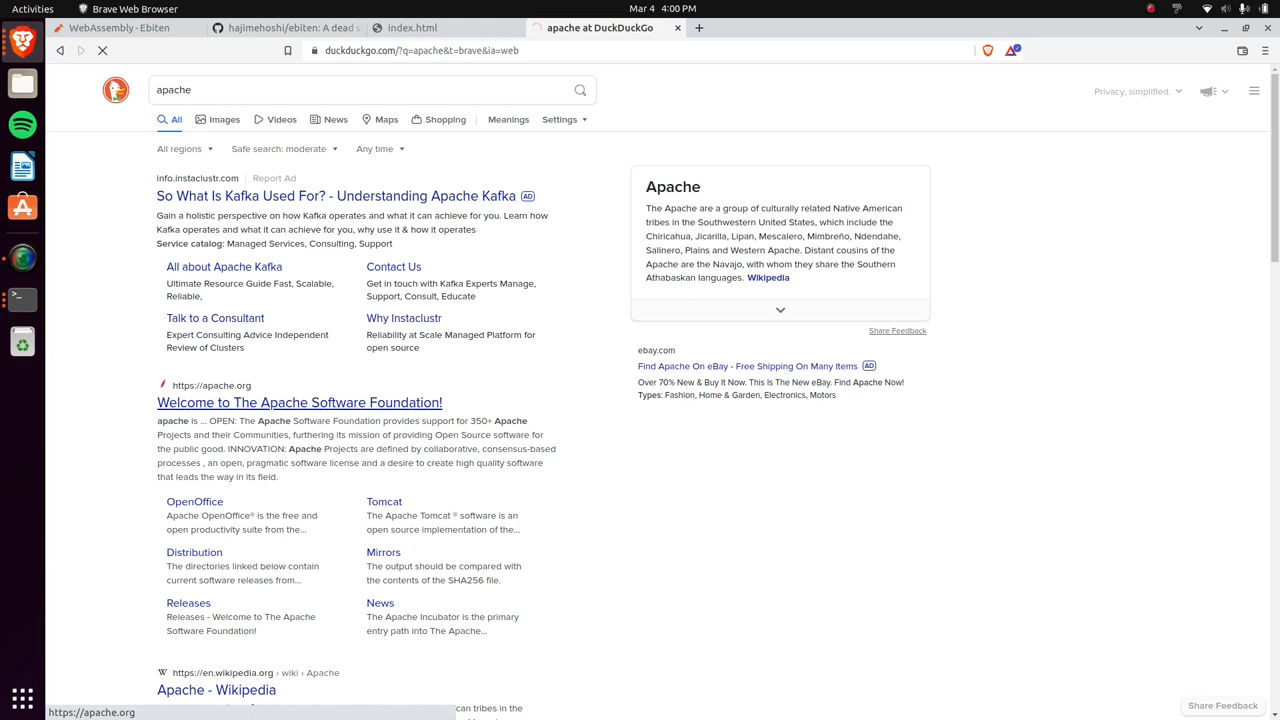 Activities
Brave Web Browser
Mar 4 4:00 PM
WebAssembly - Ebiten
hajimehoshi/ebiten: A dead s
index.html
apache at DuckDuckGo
duckduckgo.com/?q=apache&t=brave&ia=web
apache
Privacy, simplified.
All
Images
Videos
News
Maps
Shopping
Meanings
Settings
All regions
Safe search: moderate
Any time
info.instaclustr.com
Report Ad
So What Is Kafka Used For? - Understanding Apache Kafka AD
Gain a holistic perspective on how Kafka operates and what it can achieve for you. Learn how
Kafka operates and what it can achieve for you, why use it & how it operates
Service catalog: Managed Services, Consulting, Support
All about Apache Kafka
Ultimate Resource Guide Fast, Scalable,
Reliable,
Contact Us
Get in touch with Kafka Experts Manage,
Support, Consult, Educate
Talk to a Consultant
Expert Consulting Advice Independent
Review of Clusters
Why Instaclustr
Reliability at Scale Managed Platform for
open source
https://apache.org
Welcome to The Apache Software Foundation!
apache is ... OPEN: The Apache Software Foundation provides support for 350+ Apache
Projects and their Communities, furthering its mission of providing Open Source software for
the public good. INNOVATION: Apache Projects are defined by collaborative, consensus-based
processes , an open, pragmatic software license and a desire to create high quality software
that leads the way in its field.
OpenOffice
Apache OpenOffice® is the free and
open productivity suite from the...
Tomcat
The Apache Tomcat ® software is an
open source implementation of the...
Distribution
The directories linked below contain
current software releases from...
Mirrors
The output should be compared with
the contents of the SHA256 file.
Releases
Releases - Welcome to The Apache
Software Foundation!
News
The Apache Incubator is the primary
entry path into The Apache...
W https://en.wikipedia.org › wiki › Apache
Apache - Wikipedia
can tribes in the
Apache
The Apache are a group of culturally related Native American
tribes in the Southwestern United States, which include the
Chiricahua, Jicarilla, Lipan, Mescalero, Mimbreño, Ndendahe,
Salinero, Plains and Western Apache. Distant cousins of the
Apache are the Navajo, with whom they share the Southern
Athabaskan languages. Wikipedia
Share Feedback
ebay.com
Find Apache On eBay - Free Shipping On Many Items AD
Over 70% New & Buy It Now. This Is The New eBay. Find Apache Now!
Types: Fashion, Home & Garden, Electronics, Motors
Share Feedback
https://apache.org